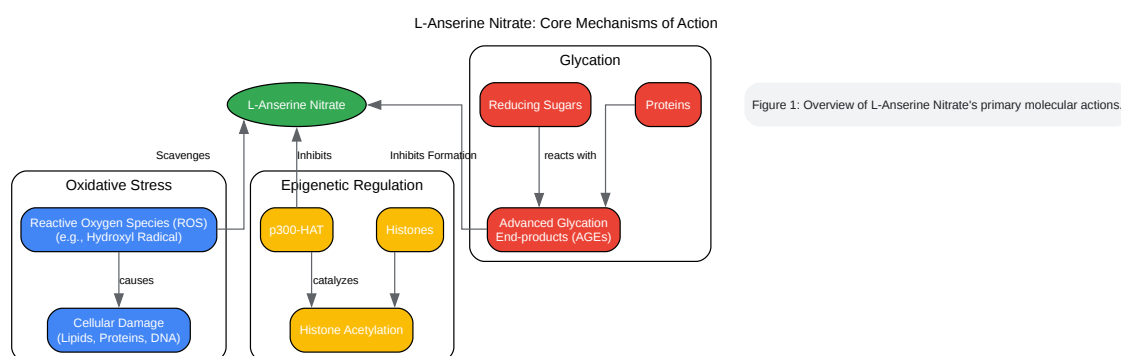 L-Anserine Nitrate: Core Mechanisms of Action
Glycation
L-Anserine Nitrate
Reducing Sugars
Proteins
Figure 1: Overview of L-Anserine Nitrate's primary molecular actions.
Scavenges
Inhibits
Inhibits Formation
reacts with
Oxidative Stress
Epigenetic Regulation
Reactive Oxygen Species (ROS)
(e.g., Hydroxyl Radical)
p300-HAT
Histones
Advanced Glycation
End-products (AGEs)
causes
catalyzes
Cellular Damage
(Lipids, Proteins, DNA)
Histone Acetylation